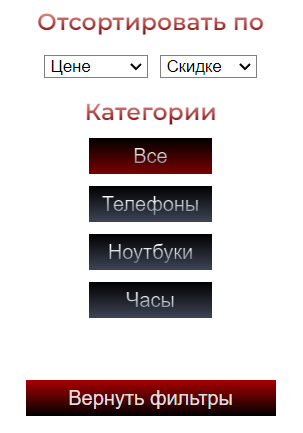 Отсортировать по
Цене Скидке
Категории
Все
Телефоны
Ноутбуки
Часы
Вернуть фильтры